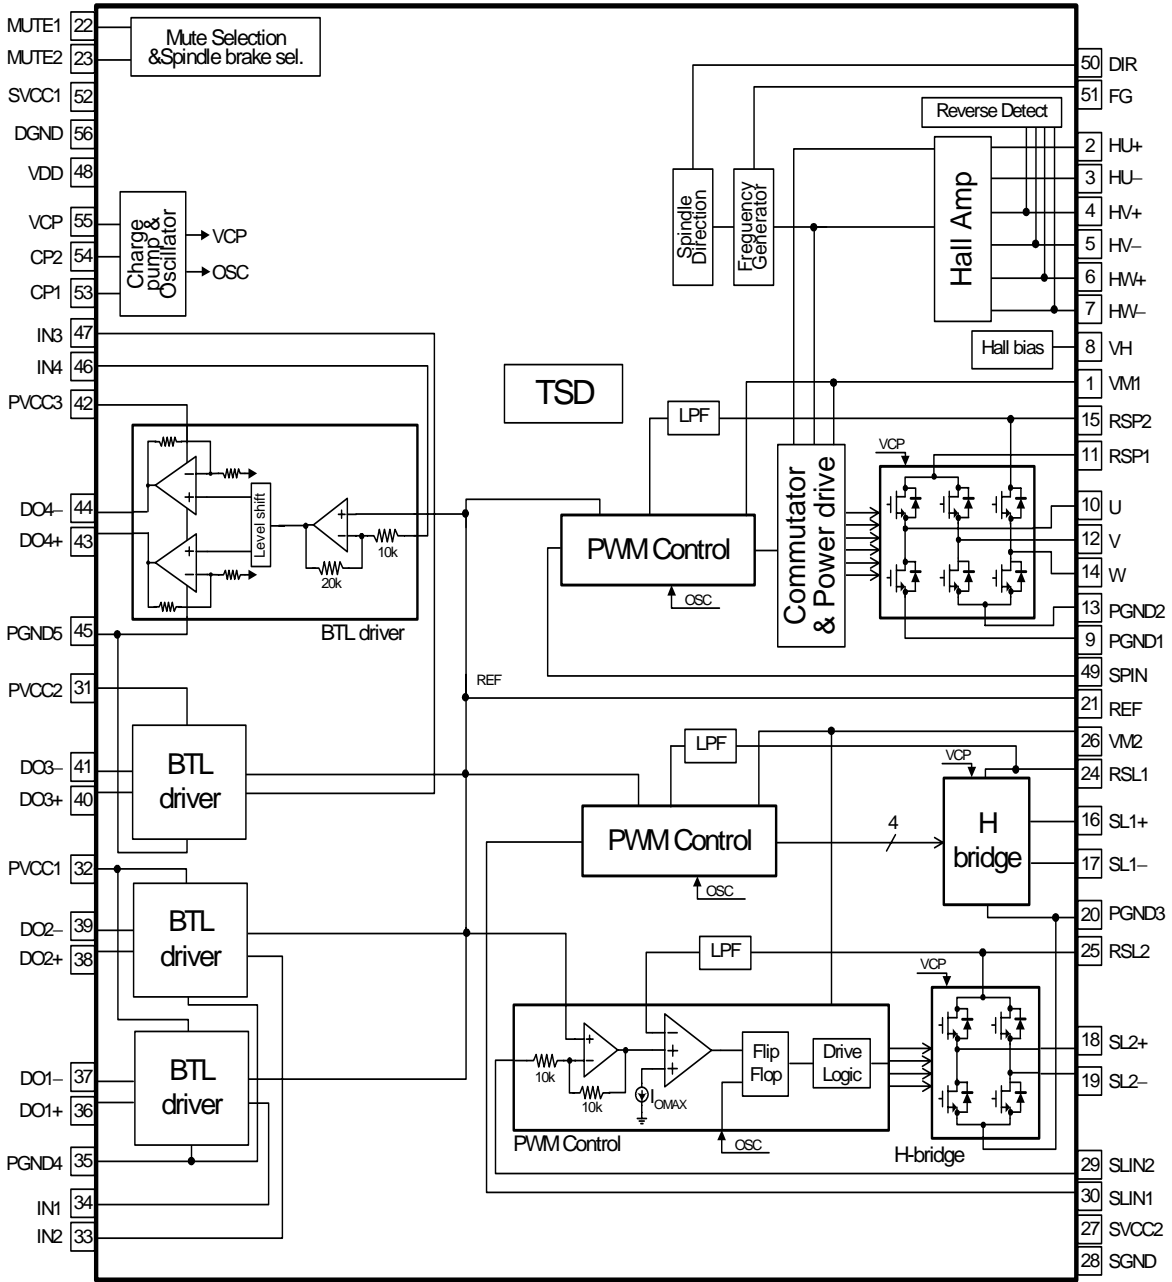 MUTE1 22
MUTE2 23
SVCC1 52
DGND 56
VDD 48
VCP 55
CP2 54
CP1 53
IN3 47
IN4 46
PVCC3 42
DO4– 44
DO4+ 43
PGND5 45
PVCC2 31
DO3– 41
DO3+ 40
PVCC1 32
DO2– 39
DO2+ 38
DO1– 37
DO1+ 36
PGND4 35
IN1 34
IN2 33
Mute Selection
&Spindle brake sel.
Charge
pump &
Oscillator
VCP
OSC
Level shift
–
+
+
–
+
–
10k
20k
BTL driver
BTL
driver
BTL
driver
BTL
driver
REF
TSD
Spindle
Direction
Freguency
Generator
Reverse Detect
Hall Amp
Hall bias
LPF
PWM Control
OSC
Commutator
& Power drive
VCP
LPF
PWM Control
OSC
4
VCP
H
bridge
LPF
10k
+
–
10k
–
+
+
IOMAX
Flip
Flop
Drive
Logic
PWM Control
OSC
VCP
H-bridge
50 DIR
51 FG
2 HU+
3 HU–
4 HV+
5 HV–
6 HW+
7 HW–
8 VH
1 VM1
15 RSP2
11 RSP1
10 U
12 V
14 W
13 PGND2
9 PGND1
49 SPIN
21 REF
26 VM2
24 RSL1
16 SL1+
17 SL1–
20 PGND3
25 RSL2
18 SL2+
19 SL2–
29 SLIN2
30 SLIN1
27 SVCC2
28 SGND